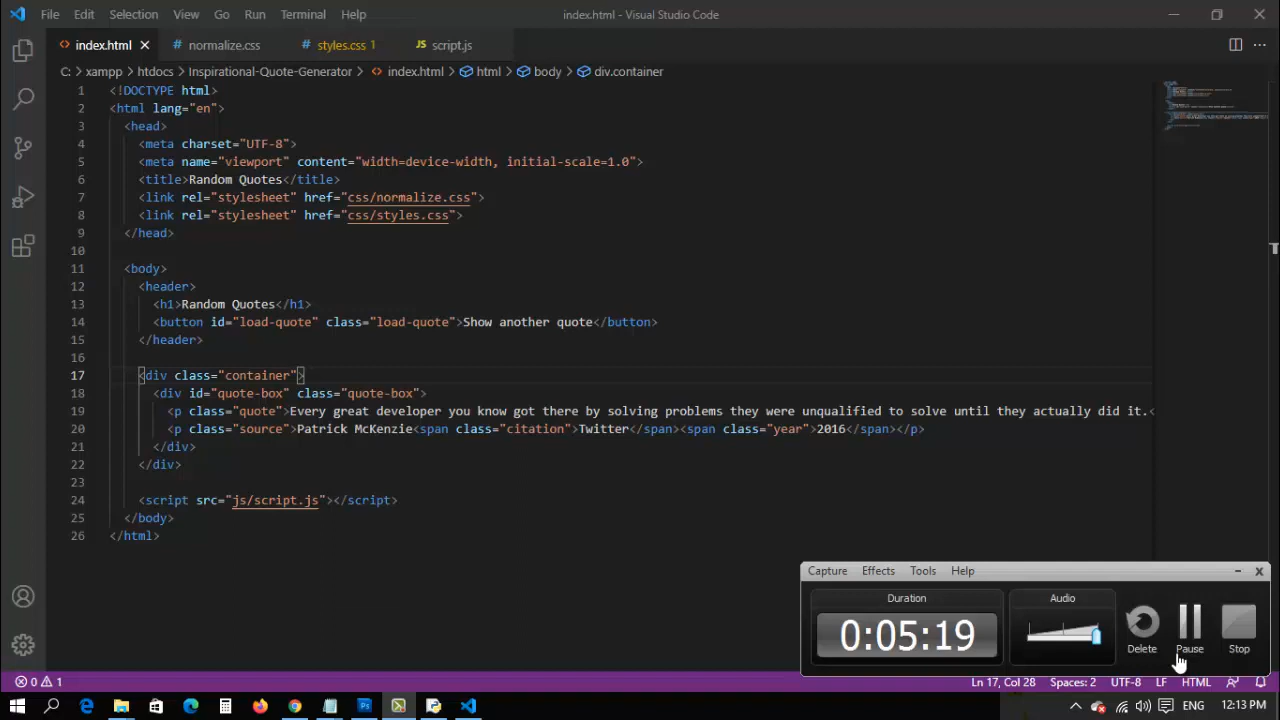 File Edit Selection View Go Run Terminal Help index.html - Visual Studio Code
index.html normalize.css styles.css 1 JS script.js
C: > xampp > htdocs > Inspirational-Quote-Generator > index.html > html > body > div.container
1 <!DOCTYPE html>
2 <html lang="en">
3 <head>
4 <meta charset="UTF-8">
5 <meta name="viewport" content="width=device-width, initial-scale=1.0">
6 <title>Random Quotes</title>
7 <link rel="stylesheet" href="css/normalize.css">
8 <link rel="stylesheet" href="css/styles.css">
9 </head>
10
11 <body>
12 <header>
13 <h1>Random Quotes</h1>
14 <button id="load-quote" class="load-quote">Show another quote</button>
15 </header>
16
17 <div class="container">
18 <div id="quote-box" class="quote-box">
19 <p class="quote">Every great developer you know got there by solving problems they were unqualified to solve until they actually did it.<
20 <p class="source">Patrick McKenzie<span class="citation">Twitter</span><span class="year">2016</span></p>
21 </div>
22 </div>
23
24 <script src="js/script.js"></script>
25 </body>
26 </html>
Capture Effects Tools Help
Duration Audio
0:05:19
Delete Pause Stop
0 1 Ln 17, Col 28 Spaces: 2 UTF-8 LF HTML
ENG 12:13 PM